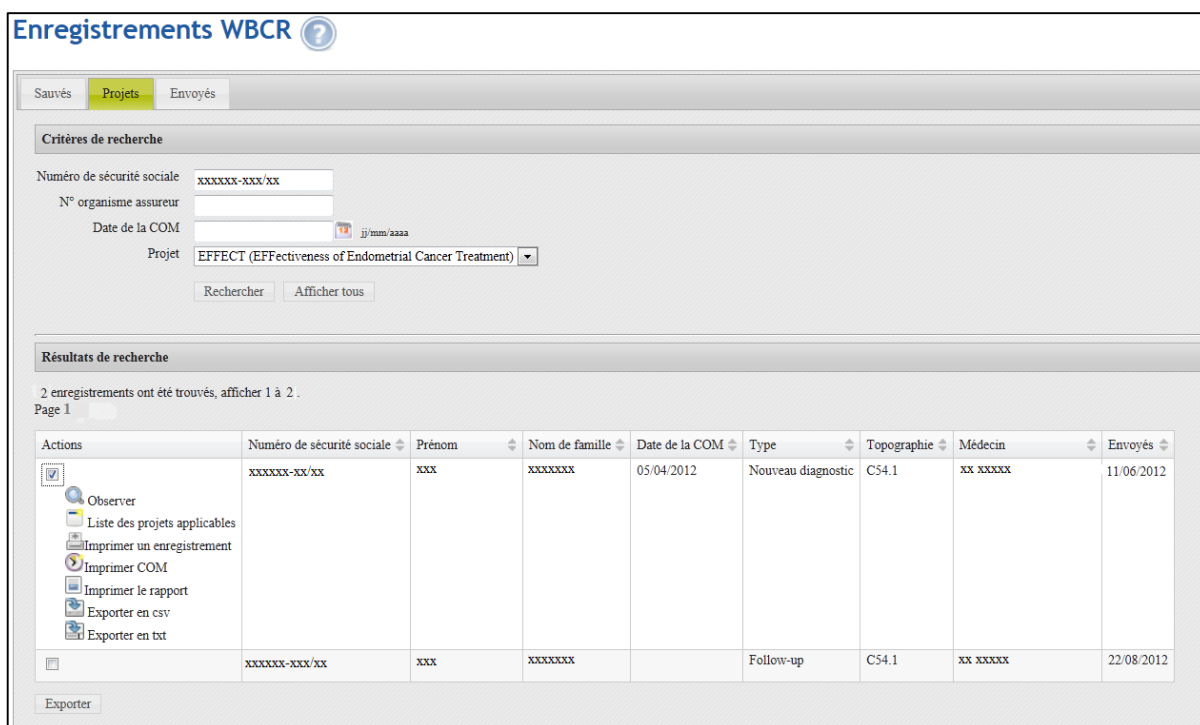 Enregistrements WBCR ?
Sauvés Projets Envoyés
Critères de recherche
Numéro de sécurité sociale xxxxxx-xxx/xx
N° organisme assureur
Date de la COM jj/mm/aaaa
Projet EFFECT (EFFectiveness of Endometrial Cancer Treatment)
Rechercher Afficher tous
Résultats de recherche
2 enregistrements ont été trouvés, afficher 1 à 2 .
Page 1
Actions Numéro de sécurité sociale Prénom Nom de famille Date de la COM Type Topographie Médecin Envoyés
xxxxxx-xx/xx xxx xxxxxxx 05/04/2012 Nouveau diagnostic C54.1 xx xxxxx 11/06/2012
Observer
Liste des projets applicables
Imprimer un enregistrement
Imprimer COM
Imprimer le rapport
Exporter en csv
Exporter en txt
xxxxxx-xxx/xx xxx xxxxxxx Follow-up C54.1 xx xxxxx 22/08/2012
Exporter